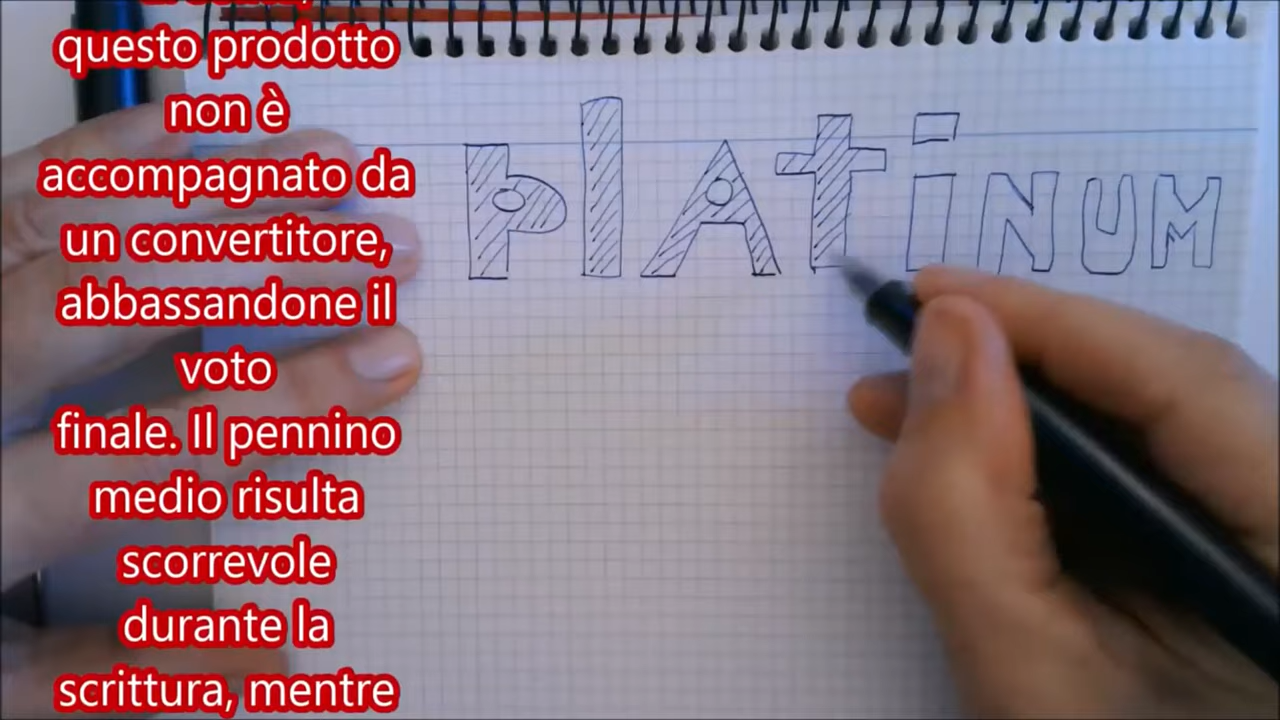 questo prodotto
non è
accompagnato da
un convertitore,
abbassandone il
voto
finale. Il pennino
medio risulta
scorrevole
durante la
scrittura, mentre
plAtiNUM